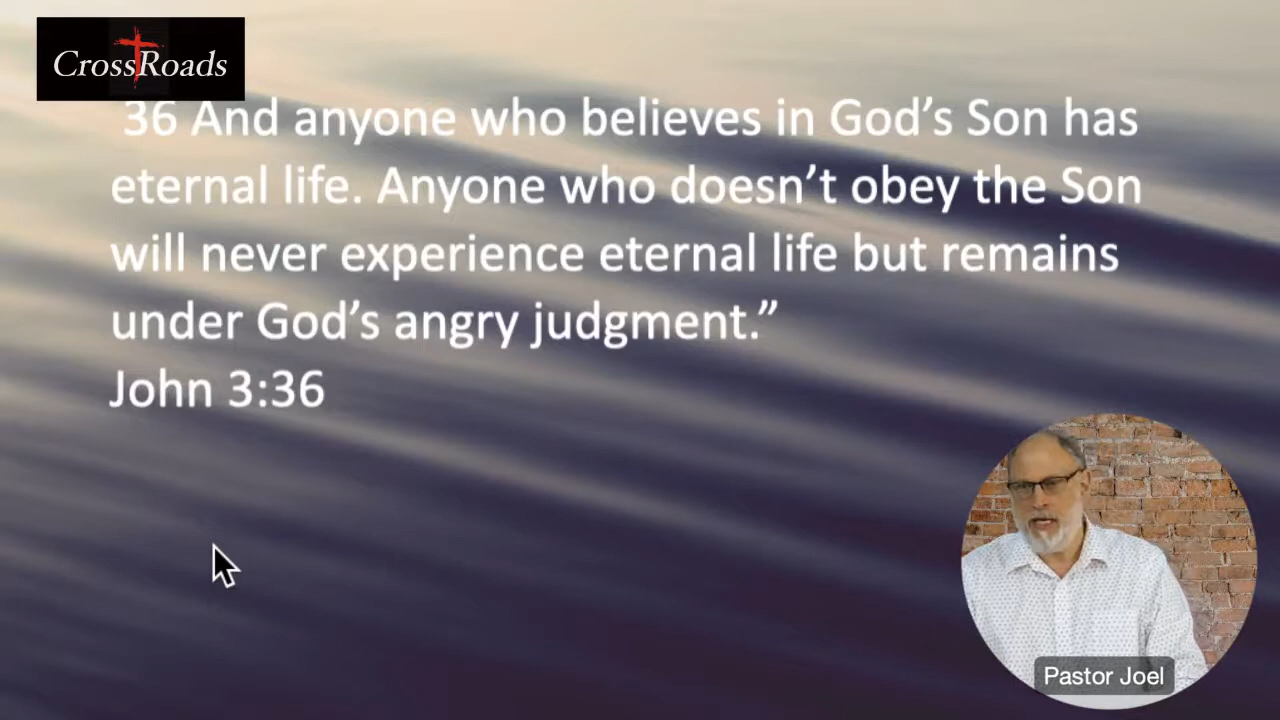 CrossRoads
36 And anyone who believes in God’s Son has
eternal life. Anyone who doesn’t obey the Son
will never experience eternal life but remains
under God’s angry judgment.”
John 3:36
Pastor Joel